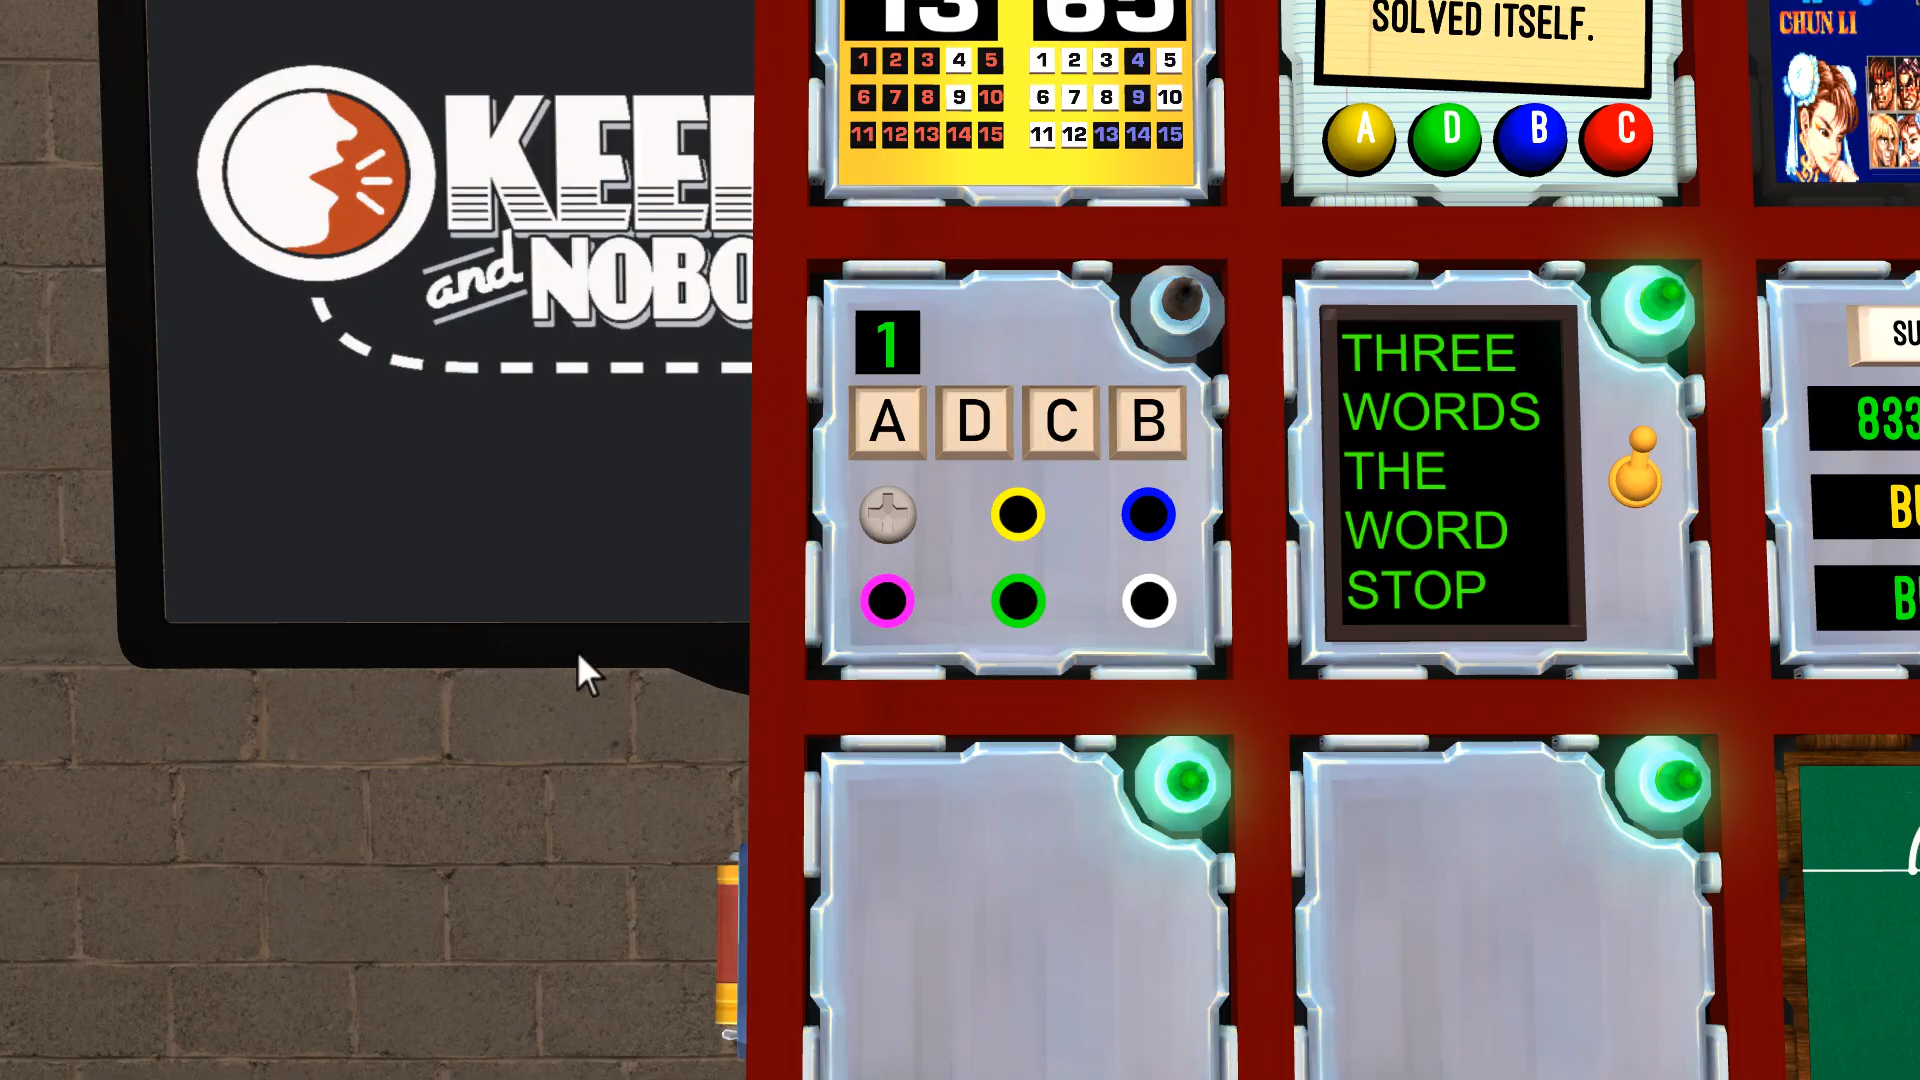 KEE
and NOBO
13 65
1 2 3 4 5 1 2 3 4 5
6 7 8 9 10 6 7 8 9 10
11 12 13 14 15 11 12 13 14 15
SOLVED ITSELF.
A D B C
CHUN LI
1
A D C B
THREE
WORDS
THE
WORD
STOP
SU
833
B